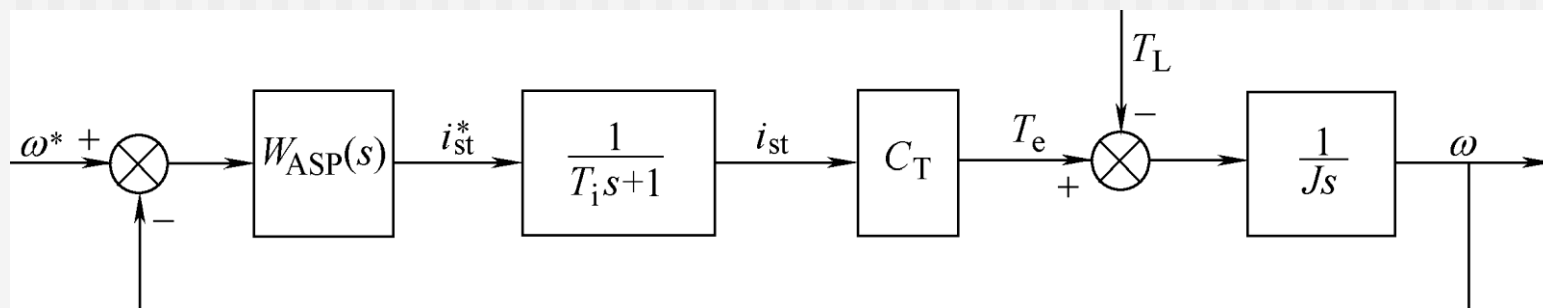 ω* +
−
W_ASP(s)
i*_st
1
T_i s+1
i_st
C_T
T_e
+
T_L
−
1
Js
ω